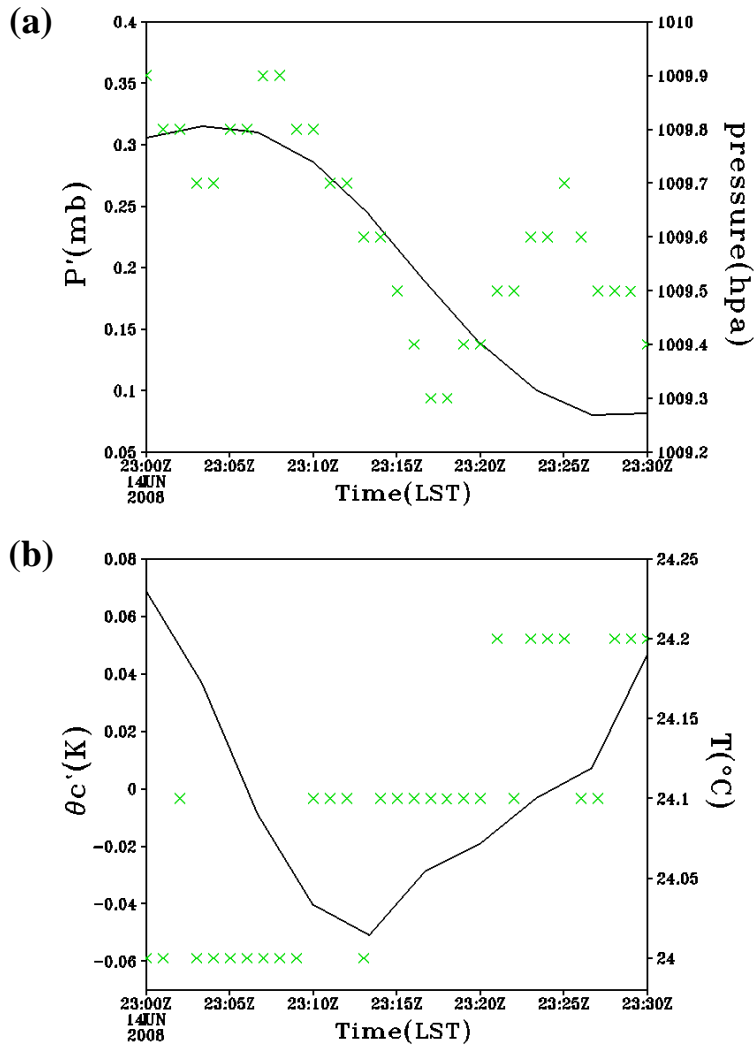 (a)
0.4
0.35
0.3
0.25
0.2
0.15
0.1
0.05
P'(mb)
1010
1009.9
1009.8
1009.7
1009.6
1009.5
1009.4
1009.3
1009.2
pressure(hpa)
23:00Z 23:05Z 23:10Z 23:15Z 23:20Z 23:25Z 23:30Z
14JUN
2008
Time(LST)
(b)
0.08
0.06
0.04
0.02
0
-0.02
-0.04
-0.06
θc'(K)
24.25
24.2
24.15
24.1
24.05
24
T(°C)
23:00Z 23:05Z 23:10Z 23:15Z 23:20Z 23:25Z 23:30Z
14JUN
2008
Time(LST)